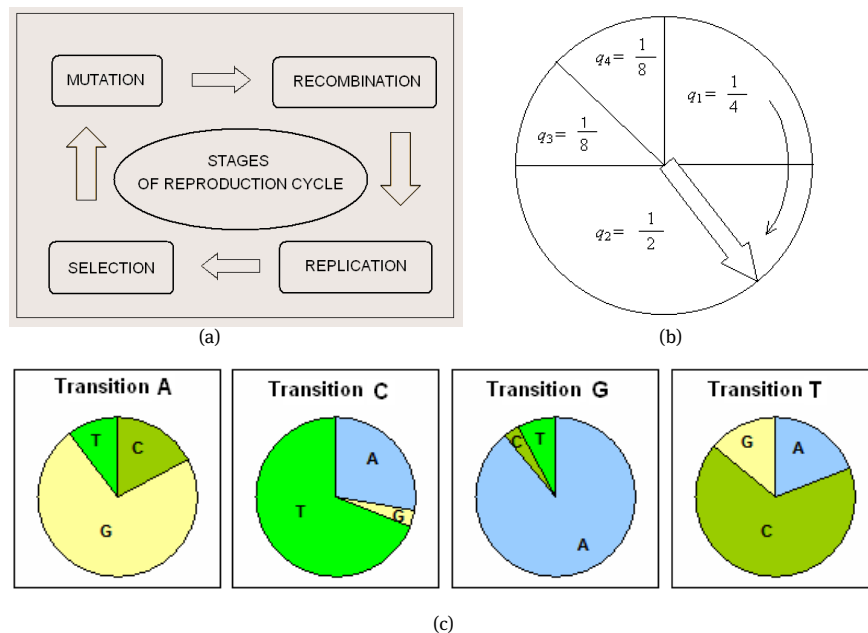 MUTATION
RECOMBINATION
STAGES
OF REPRODUCTION CYCLE
SELECTION
REPLICATION
(a)
q4= 1/8
q1= 1/4
q3= 1/8
q2= 1/2
(b)
Transition A
T
C
G
Transition C
A
G
T
Transition G
C
T
A
Transition T
G
A
C
(c)